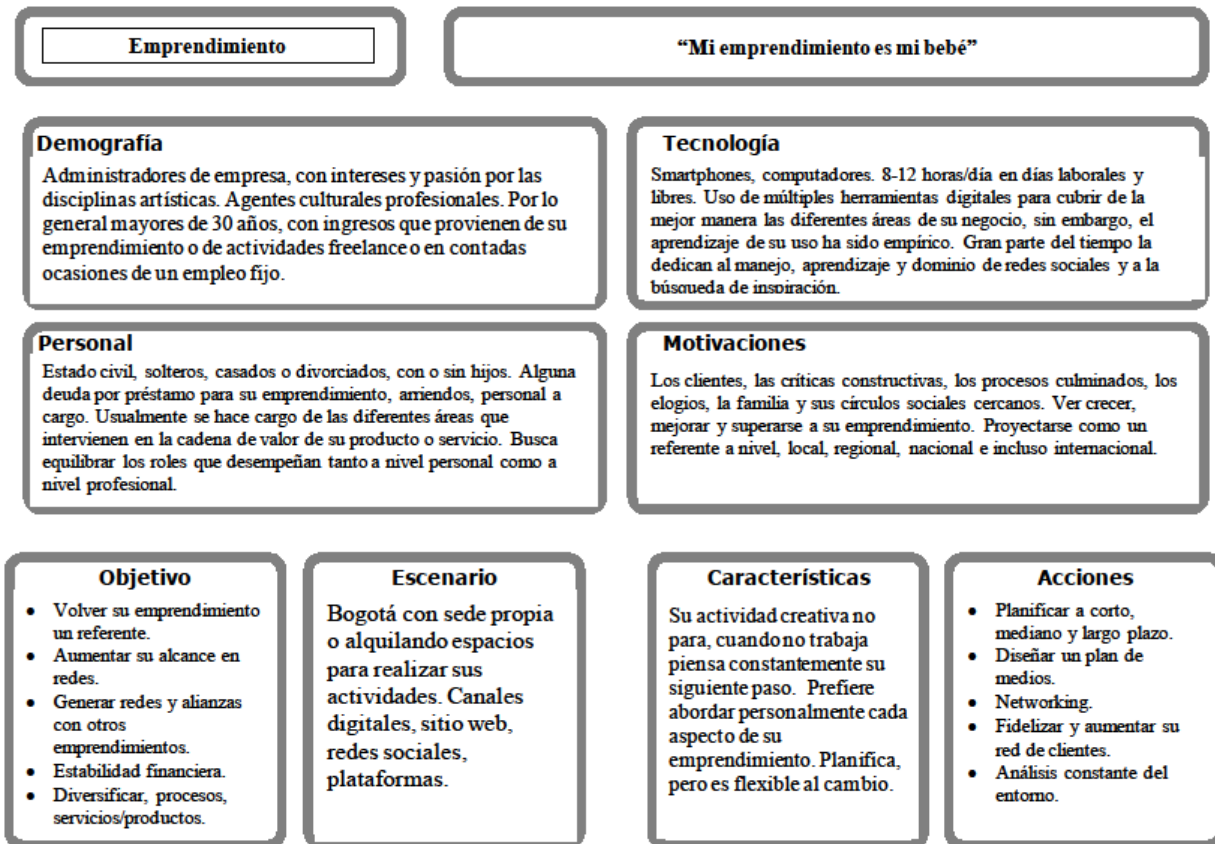 Emprendimiento
“Mi emprendimiento es mi bebé”
Demografía
Administradores de empresa, con intereses y pasión por las
disciplinas artísticas. Agentes culturales profesionales. Por lo
general mayores de 30 años, con ingresos que provienen de su
emprendimiento o de actividades freelance o en contadas
ocasiones de un empleo fijo.
Tecnología
Smartphones, computadores. 8-12 horas/día en días laborales y
libres. Uso de múltiples herramientas digitales para cubrir de la
mejor manera las diferentes áreas de su negocio, sin embargo, el
aprendizaje de su uso ha sido empírico. Gran parte del tiempo la
dedican al manejo, aprendizaje y dominio de redes sociales y a la
búsqueda de inspiración.
Personal
Estado civil, solteros, casados o divorciados, con o sin hijos. Alguna
deuda por préstamo para su emprendimiento, arriendos, personal a
cargo. Usualmente se hace cargo de las diferentes áreas que
intervienen en la cadena de valor de su producto o servicio. Busca
equilibrar los roles que desempeñan tanto a nivel personal como a
nivel profesional.
Motivaciones
Los clientes, las críticas constructivas, los procesos culminados, los
elogios, la familia y sus círculos sociales cercanos. Ver crecer,
mejorar y superarse a su emprendimiento. Proyectarse como un
referente a nivel, local, regional, nacional e incluso internacional.
Objetivo
• Volver su emprendimiento
un referente.
• Aumentar su alcance en
redes.
• Generar redes y alianzas
con otros
emprendimientos.
• Estabilidad financiera.
• Diversificar, procesos,
servicios/productos.
Escenario
Bogotá con sede propia
o alquilando espacios
para realizar sus
actividades. Canales
digitales, sitio web,
redes sociales,
plataformas.
Características
Su actividad creativa no
para, cuando no trabaja
piensa constantemente su
siguiente paso. Prefiere
abordar personalmente cada
aspecto de su
emprendimiento. Planifica,
pero es flexible al cambio.
Acciones
• Planificar a corto,
mediano y largo plazo.
• Diseñar un plan de
medios.
• Networking.
• Fidelizar y aumentar su
red de clientes.
• Análisis constante del
entorno.